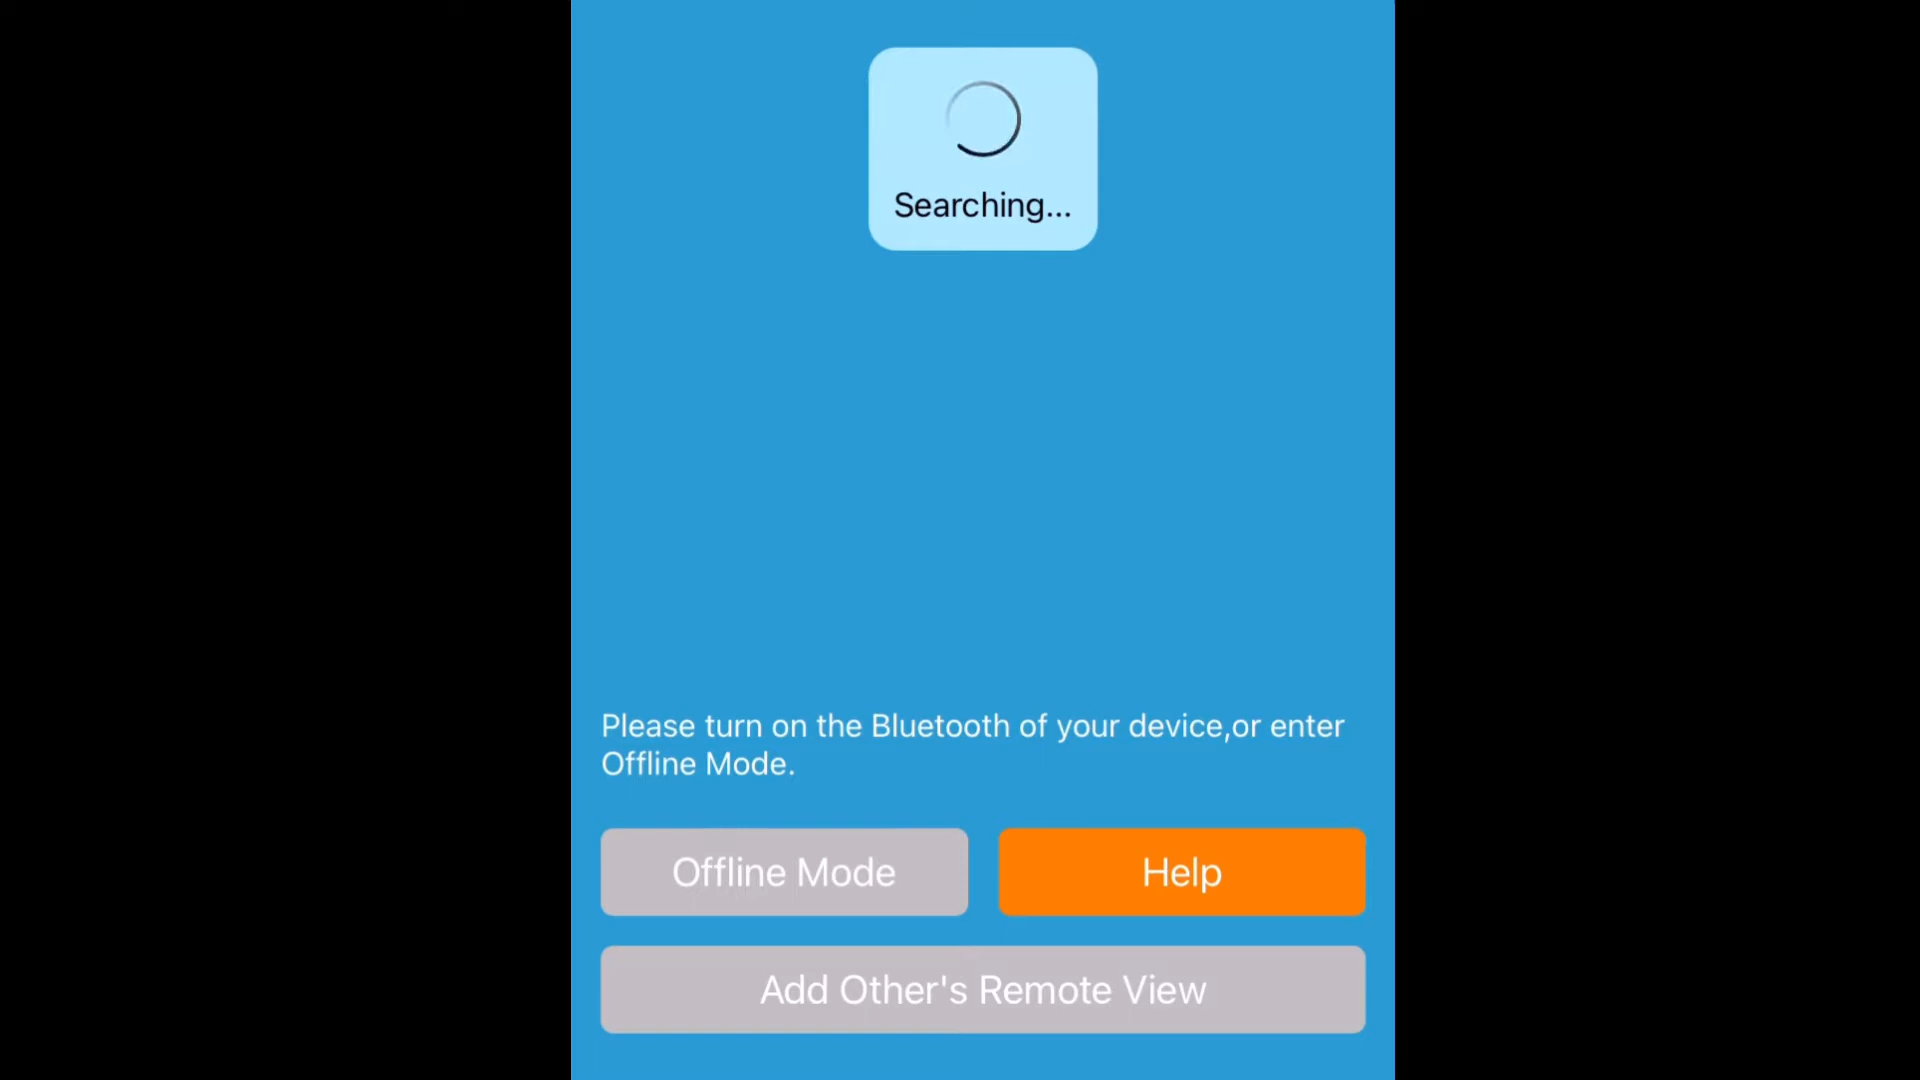 Searching...
Please turn on the Bluetooth of your device,or enter
Offline Mode.
Offline Mode
Help
Add Other's Remote View